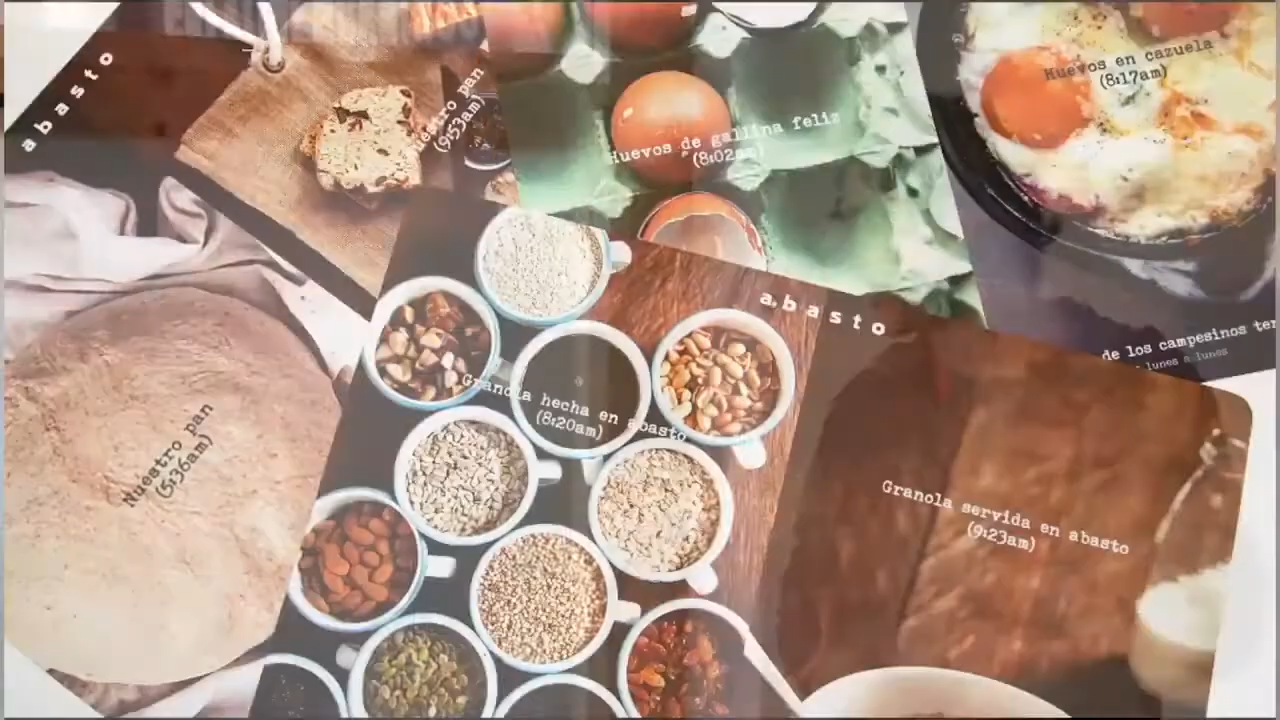 abasto
Nuestro pan
(9:53am)
Huevos de gallina feliz
(8:02am)
Huevos en cazuela
(8:17am)
abasto
de los campesinos
lunes a lunes
Granola hecha en abasto
(8:20am)
Nuestro pan
(5:36am)
Granola servida en abasto
(9:23am)